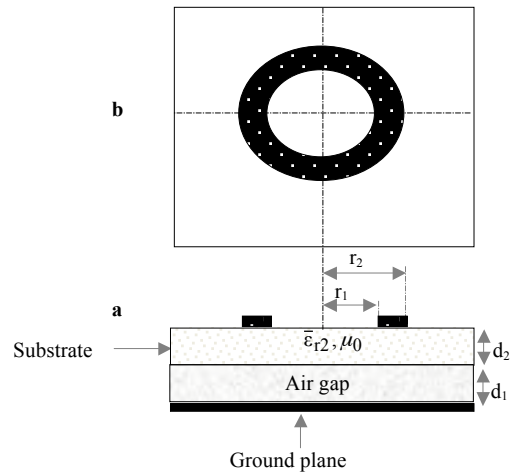 b
r₂
r₁
a
Substrate
ε̄r2 , μ0
d₂
Air gap
d₁
Ground plane